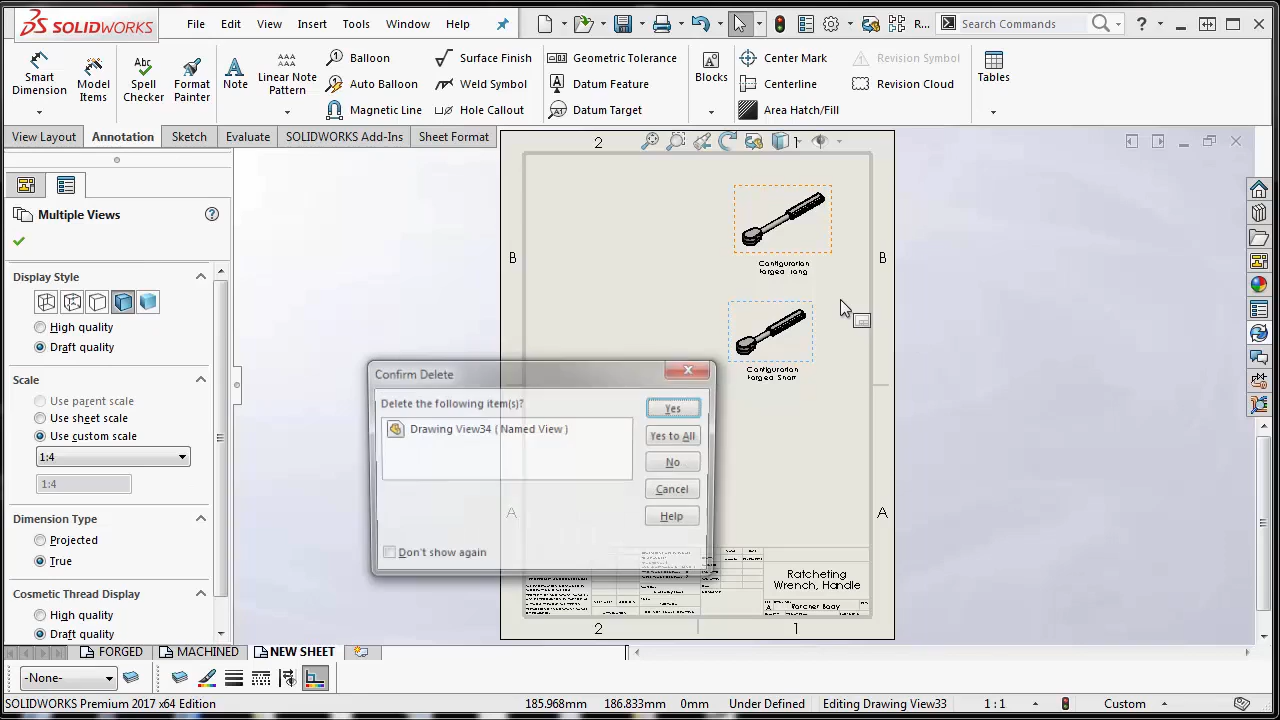 SOLIDWORKS
File Edit View Insert Tools Window Help
R...
Search Commands
?
Smart Dimension
Model Items
Abc
Spell Checker
Format Painter
A
Note
AAA
AAA
Linear Note Pattern
Balloon
Auto Balloon
Magnetic Line
Surface Finish
Weld Symbol
Hole Callout
Geometric Tolerance
Datum Feature
Datum Target
Blocks
Center Mark
Centerline
Area Hatch/Fill
Revision Symbol
Revision Cloud
Tables
View Layout Annotation Sketch Evaluate SOLIDWORKS Add-Ins Sheet Format
Multiple Views
Display Style
High quality
Draft quality
Scale
Use parent scale
Use sheet scale
Use custom scale
1:4
1:4
Dimension Type
Projected
True
Cosmetic Thread Display
High quality
Draft quality
2 1
B B
Configuration
Forged Long
Configuration
Forged Short
Confirm Delete
Delete the following item(s)?
Drawing View34 ( Named View )
Yes
Yes to All
No
Cancel
Help
Don't show again
A A
Ratcheting
Wrench, Handle
A
2 1
FORGED MACHINED NEW SHEET
-None-
SOLIDWORKS Premium 2017 x64 Edition 185.968mm 186.833mm 0mm Under Defined Editing Drawing View33 1 : 1 Custom